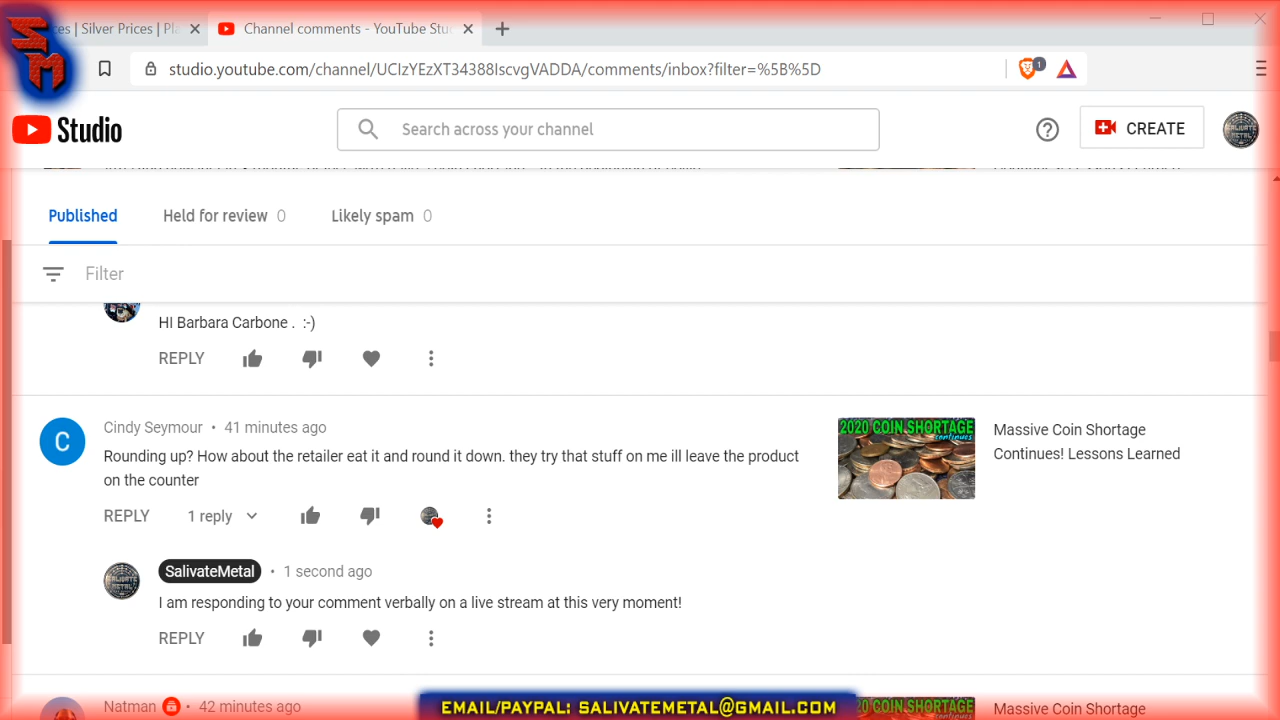 SM
ces | Silver Prices | Pla
Channel comments - YouTube Stu
studio.youtube.com/channel/UCIzYEzXT34388IscvgVADDA/comments/inbox?filter=%5B%5D
1
Studio
Search across your channel
CREATE
Published
Held for review 0
Likely spam 0
Filter
HI Barbara Carbone . :-)
REPLY
Cindy Seymour • 41 minutes ago
Rounding up? How about the retailer eat it and round it down. they try that stuff on me ill leave the product
on the counter
REPLY
1 reply
2020 COIN SHORTAGE
continues
Massive Coin Shortage
Continues! Lessons Learned
SalivateMetal • 1 second ago
I am responding to your comment verbally on a live stream at this very moment!
REPLY
Natman • 42 minutes ago
2020 COIN SHORTAGE
Massive Coin Shortage
EMAIL/PAYPAL: SALIVATEMETAL@GMAIL.COM